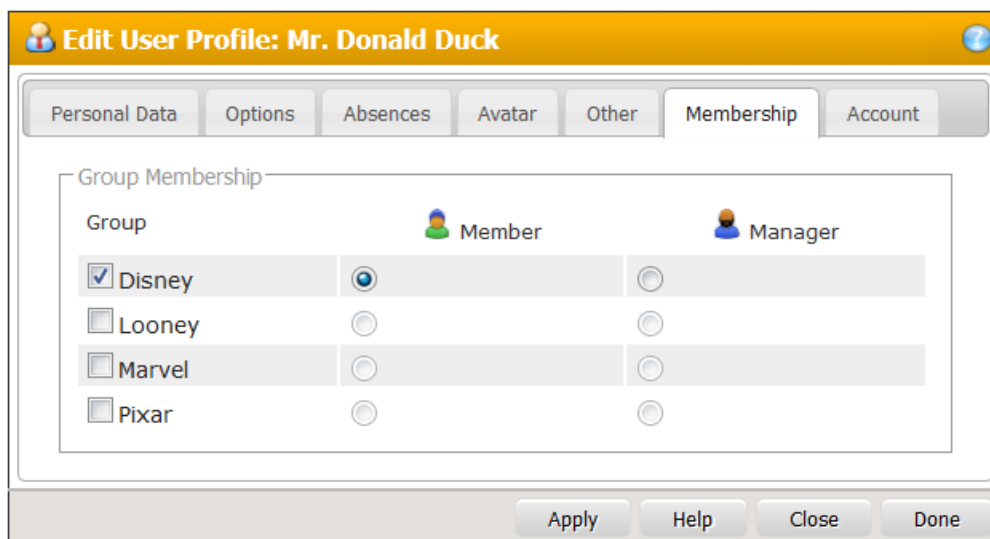 Edit User Profile: Mr. Donald Duck
Personal Data Options Absences Avatar Other Membership Account
Group Membership
Group Member Manager
Disney
Looney
Marvel
Pixar
Apply Help Close Done